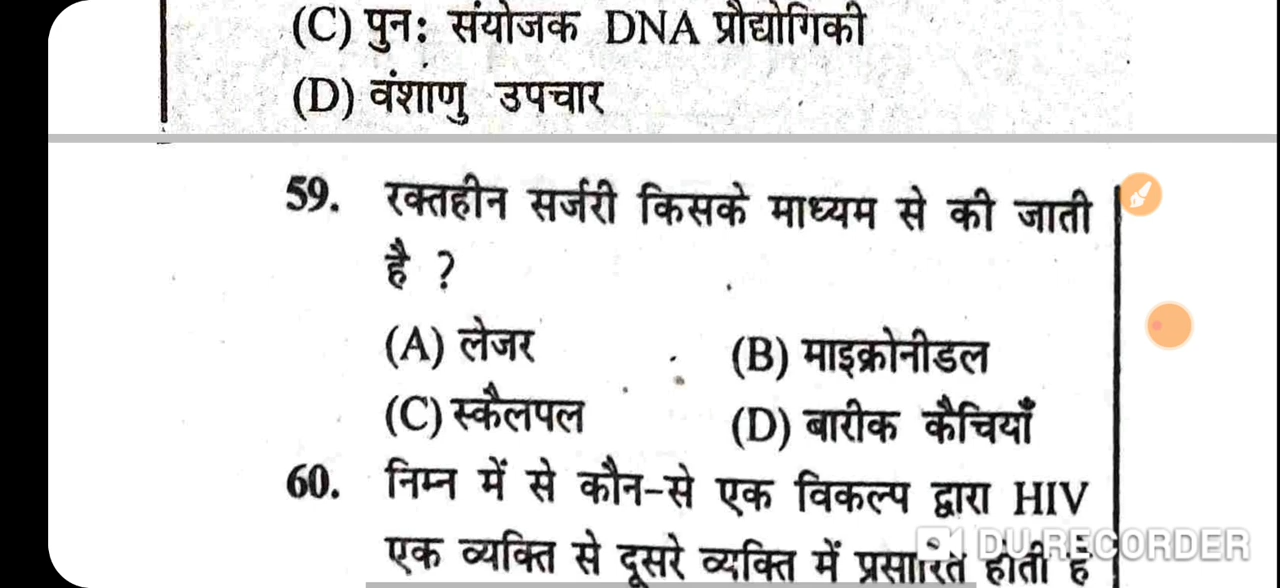 (C) पुनः संयोजक DNA प्रौद्योगिकी
(D) वंशाणु उपचार
59. रक्तहीन सर्जरी किसके माध्यम से की जाती
है ?
(A) लेजर (B) माइक्रोनीडल
(C) स्कैलपल (D) बारीक कैचियाँ
60. निम्न में से कौन-से एक विकल्प द्वारा HIV
एक व्यक्ति से दूसरे व्यक्ति में प्रसारित होती है
DU RECORDER